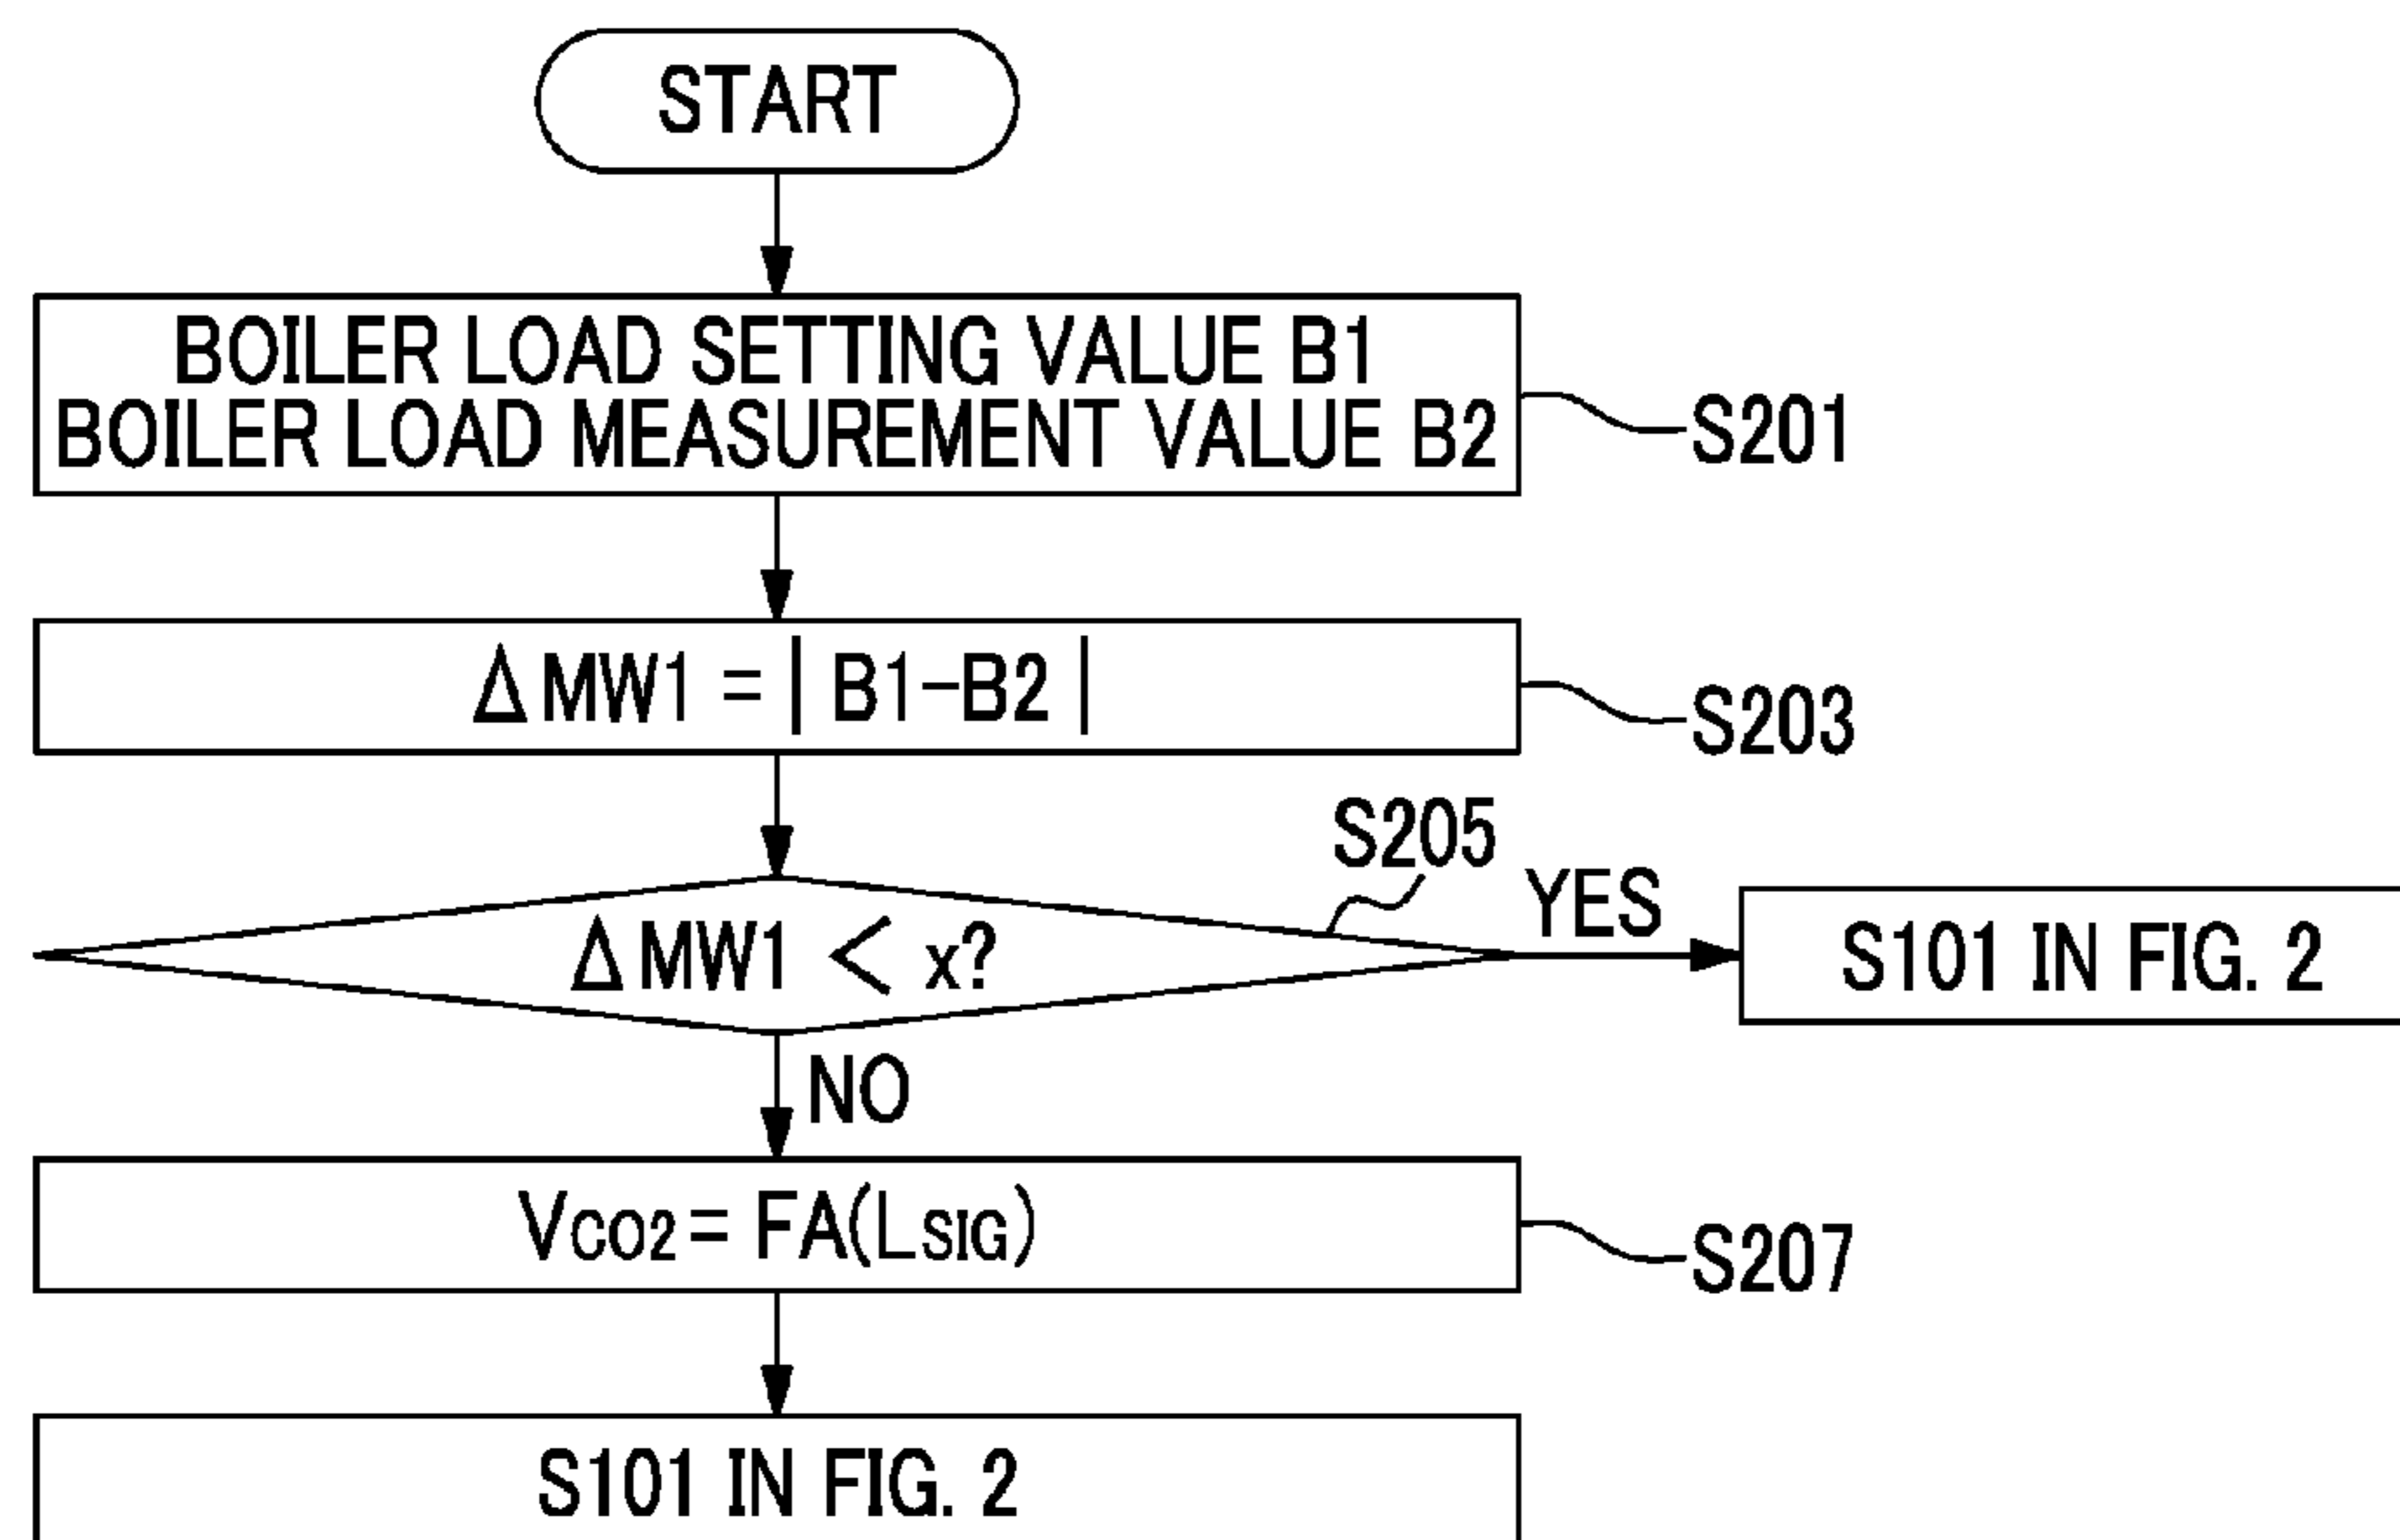 START
BOILER LOAD SETTING VALUE B1
BOILER LOAD MEASUREMENT VALUE B2
S201
ΔMW1 = | B1-B2 |
S203
S205
ΔMW1 < x?
YES
S101 IN FIG. 2
NO
VCO2 = FA(LSIG)
S207
S101 IN FIG. 2